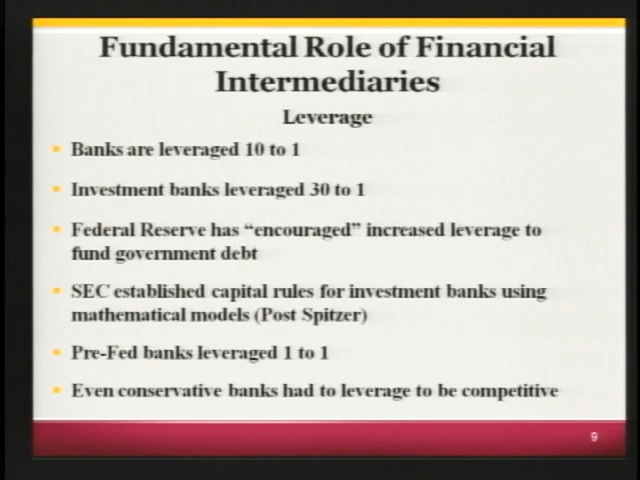 Fundamental Role of Financial
Intermediaries
Leverage
Banks are leveraged 10 to 1
Investment banks leveraged 30 to 1
Federal Reserve has “encouraged” increased leverage to
fund government debt
SEC established capital rules for investment banks using
mathematical models (Post Spitzer)
Pre-Fed banks leveraged 1 to 1
Even conservative banks had to leverage to be competitive
9